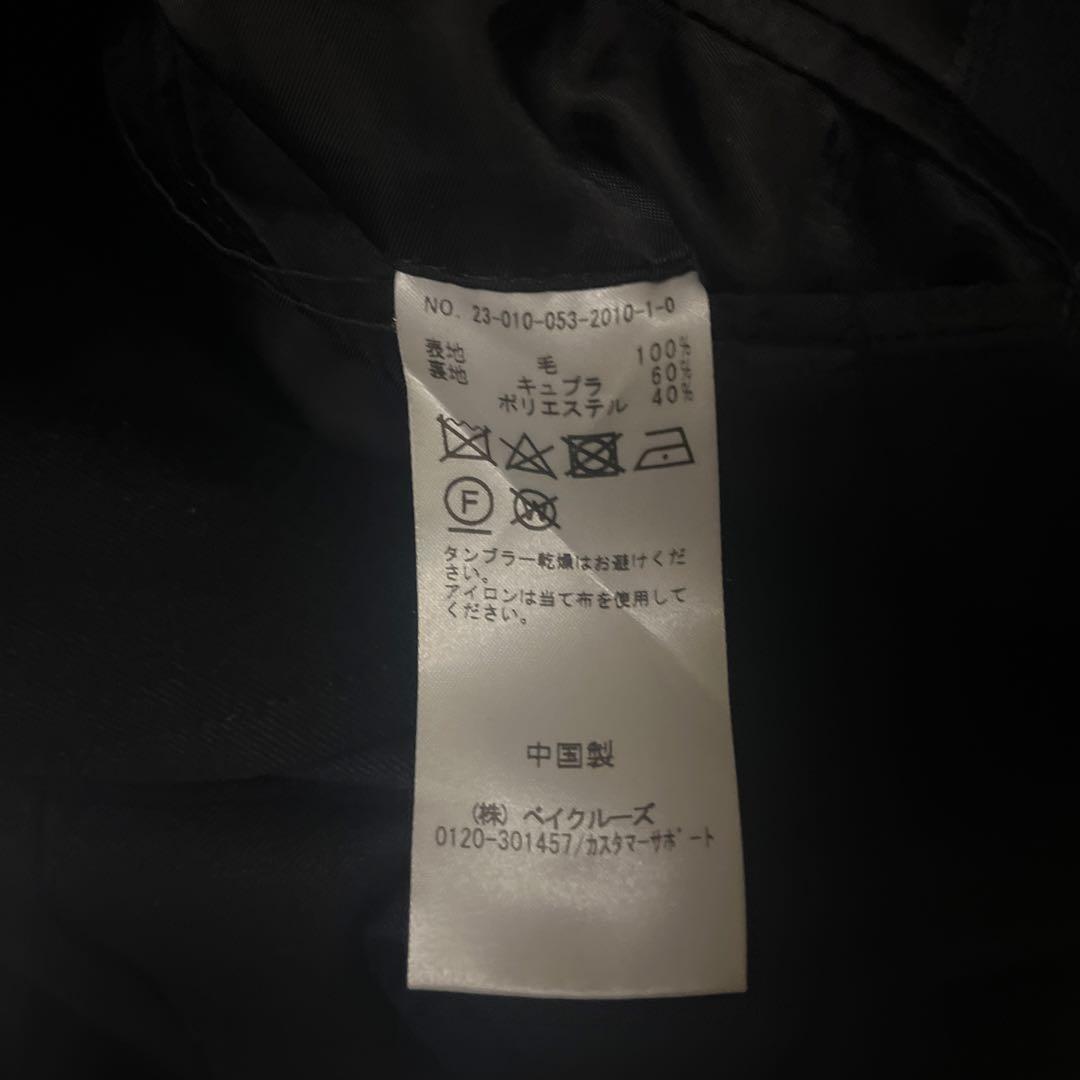 NO. 23-010-053-2010-1-0
表地 毛 100%
裏地 キュプラ 60%
ポリエステル 40%
F
W
タンブラー乾燥はお避けくだ
さい。
アイロンは当て布を使用して
ください。
中国製
(株) ベイクルーズ
0120-301457/カスタマーサポート